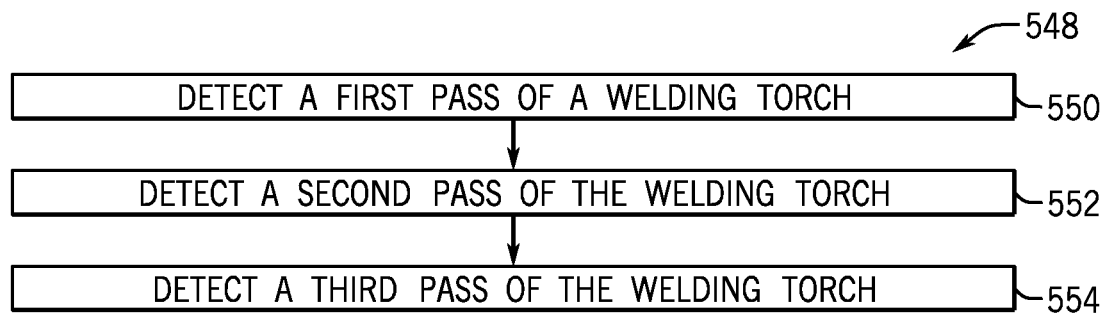 548
DETECT A FIRST PASS OF A WELDING TORCH
550
DETECT A SECOND PASS OF THE WELDING TORCH
552
DETECT A THIRD PASS OF THE WELDING TORCH
554